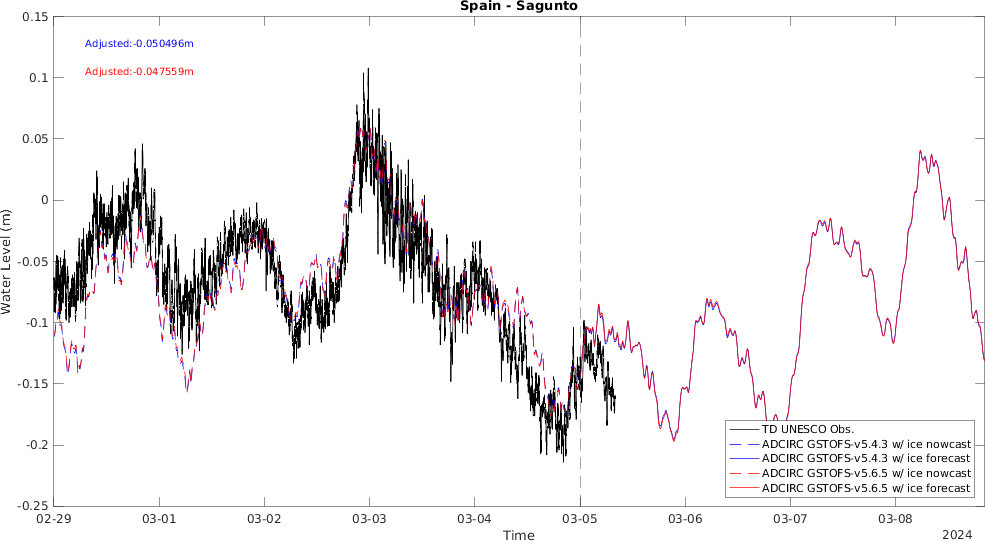 Spain - Sagunto
Adjusted:-0.050496m
Adjusted:-0.047559m
0.15
0.1
0.05
0
-0.05
-0.1
-0.15
-0.2
-0.25
Water Level (m)
TD UNESCO Obs.
ADCIRC GSTOFS-v5.4.3 w/ ice nowcast
ADCIRC GSTOFS-v5.4.3 w/ ice forecast
ADCIRC GSTOFS-v5.6.5 w/ ice nowcast
ADCIRC GSTOFS-v5.6.5 w/ ice forecast
02-29 03-01 03-02 03-03 03-04 03-05 03-06 03-07 03-08
Time
2024